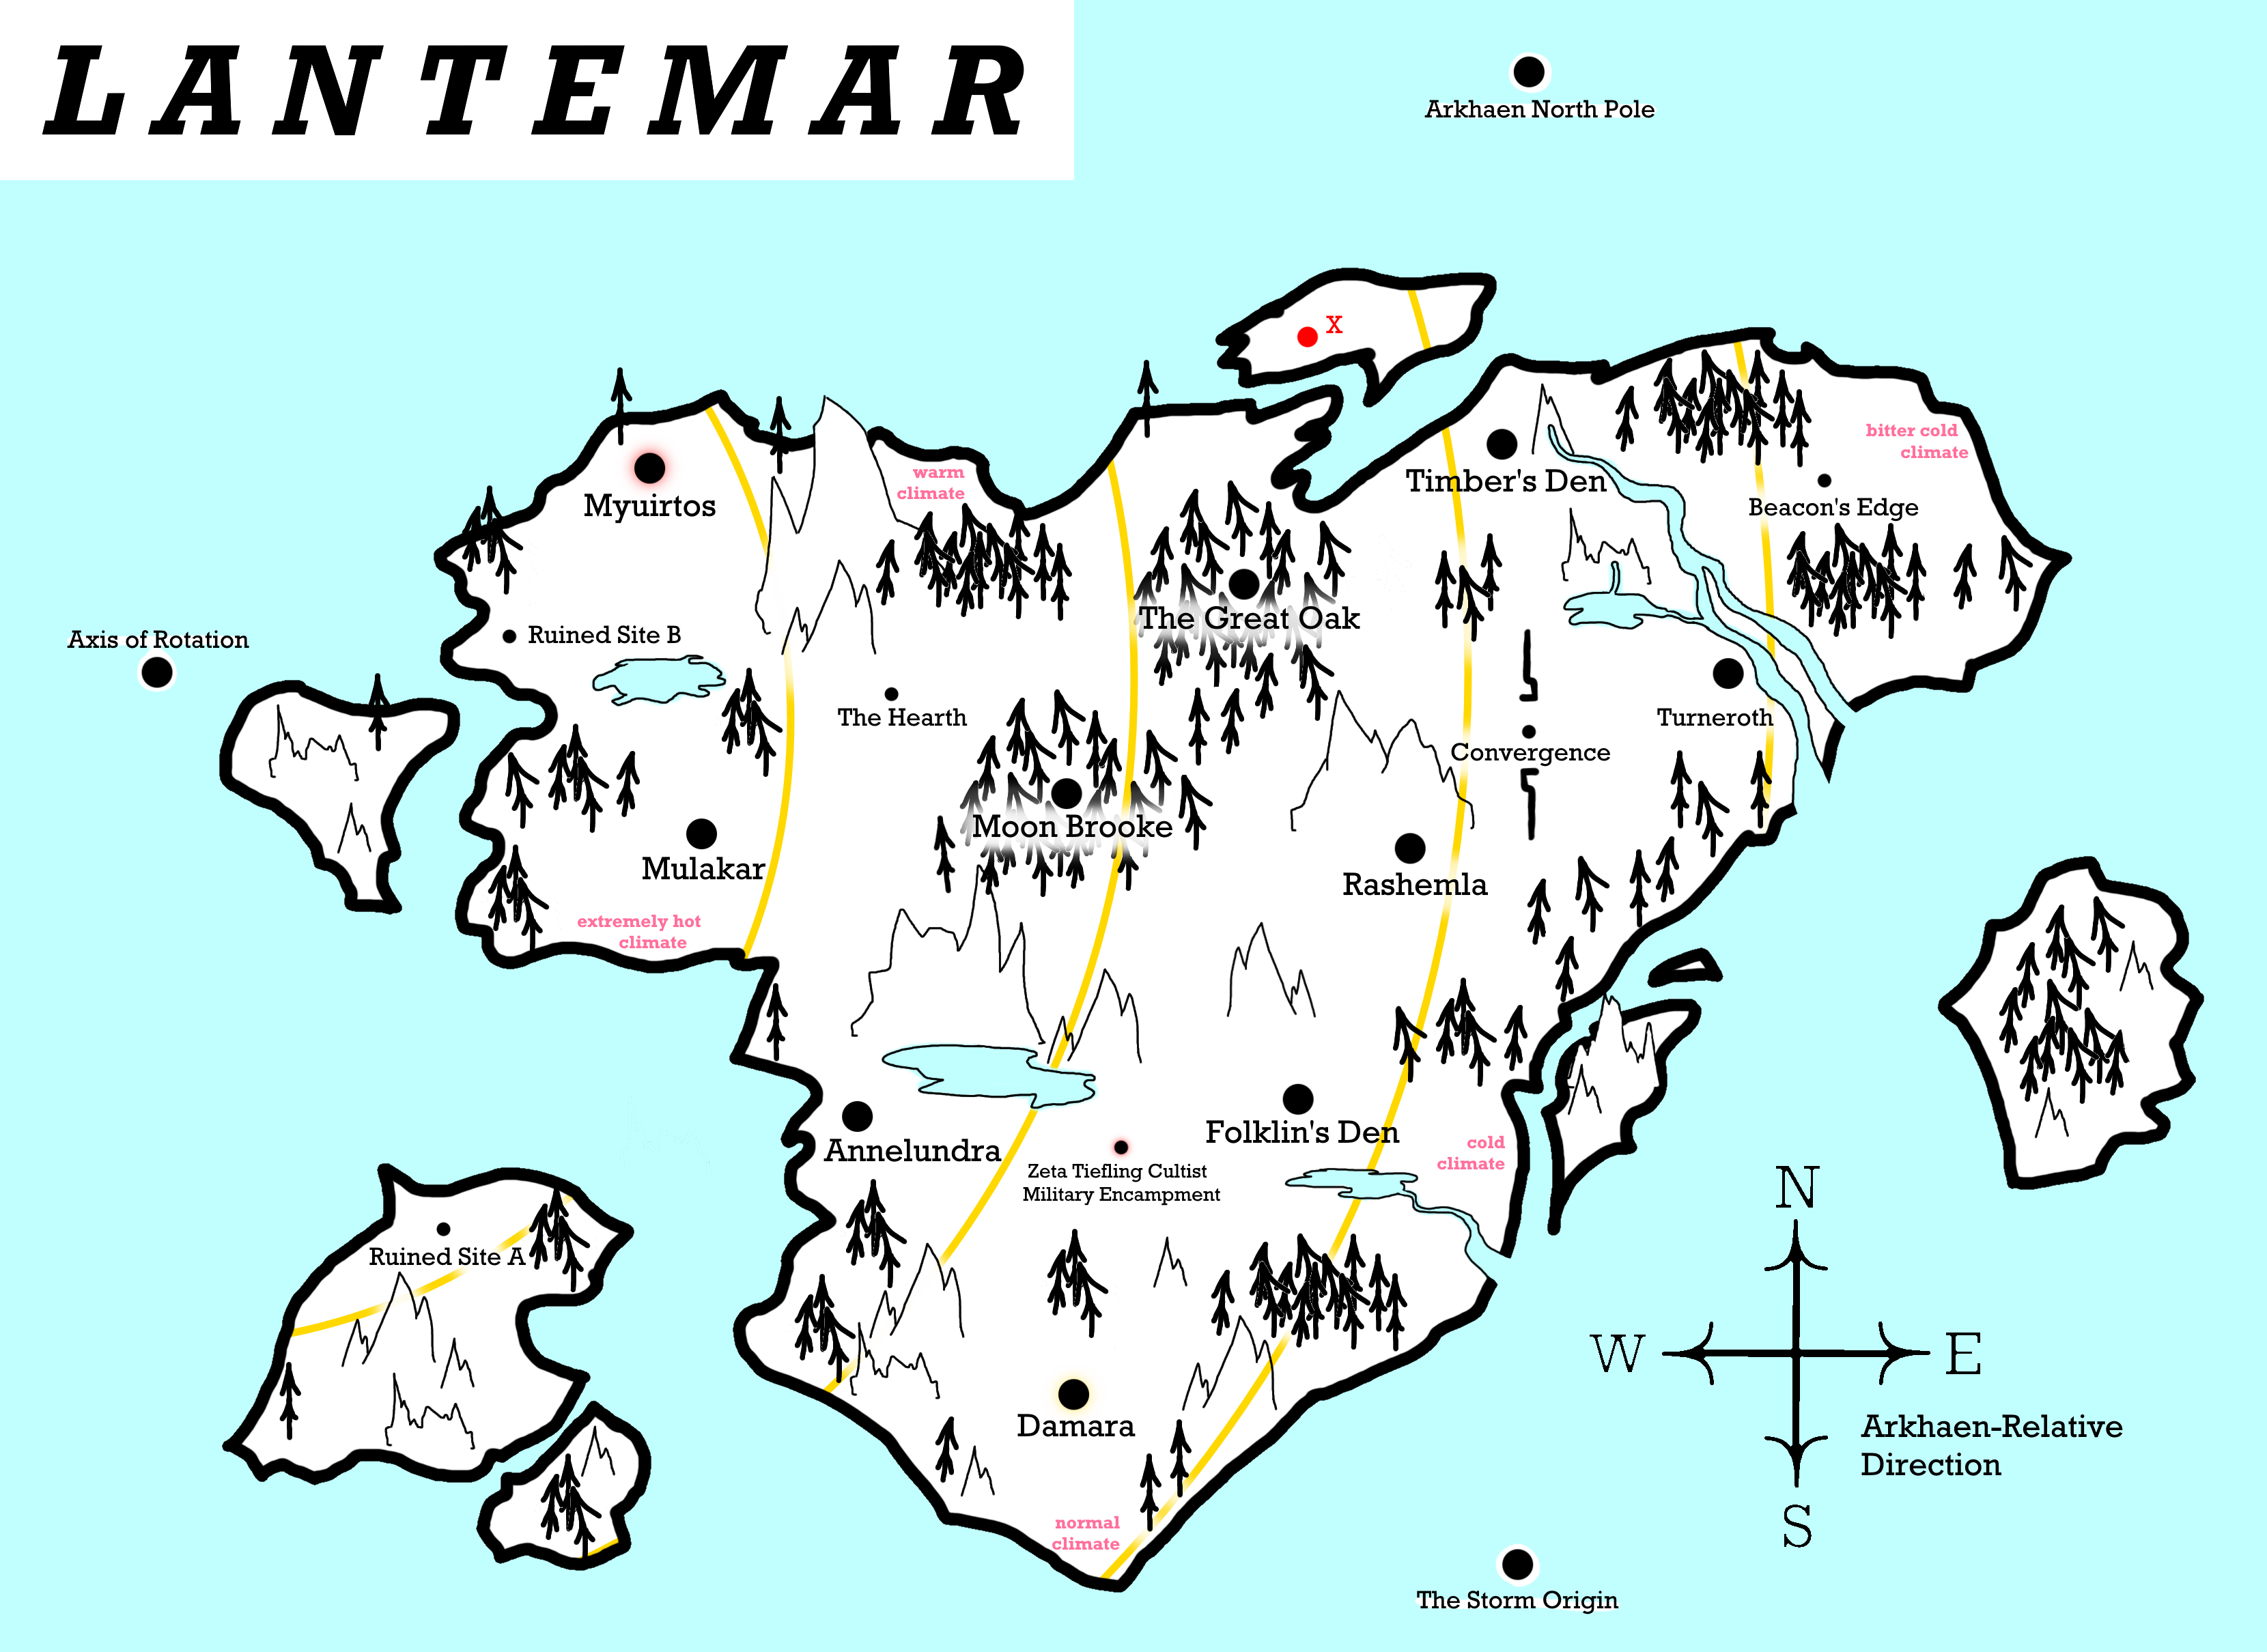 LANTEMAR
Arkhaen North Pole
X
bitter cold
climate
warm
climate
Timber's Den
Myuirtos
Beacon's Edge
The Great Oak
Axis of Rotation
Ruined Site B
The Hearth
Turneroth
Convergence
Moon Brooke
Mulakar
Rashemla
extremely hot
climate
Folklin's Den
cold
climate
Annelundra
Zeta Tiefling Cultist
Military Encampment
Ruined Site A
N
W
E
S
Arkhaen-Relative
Direction
Damara
normal
climate
The Storm Origin